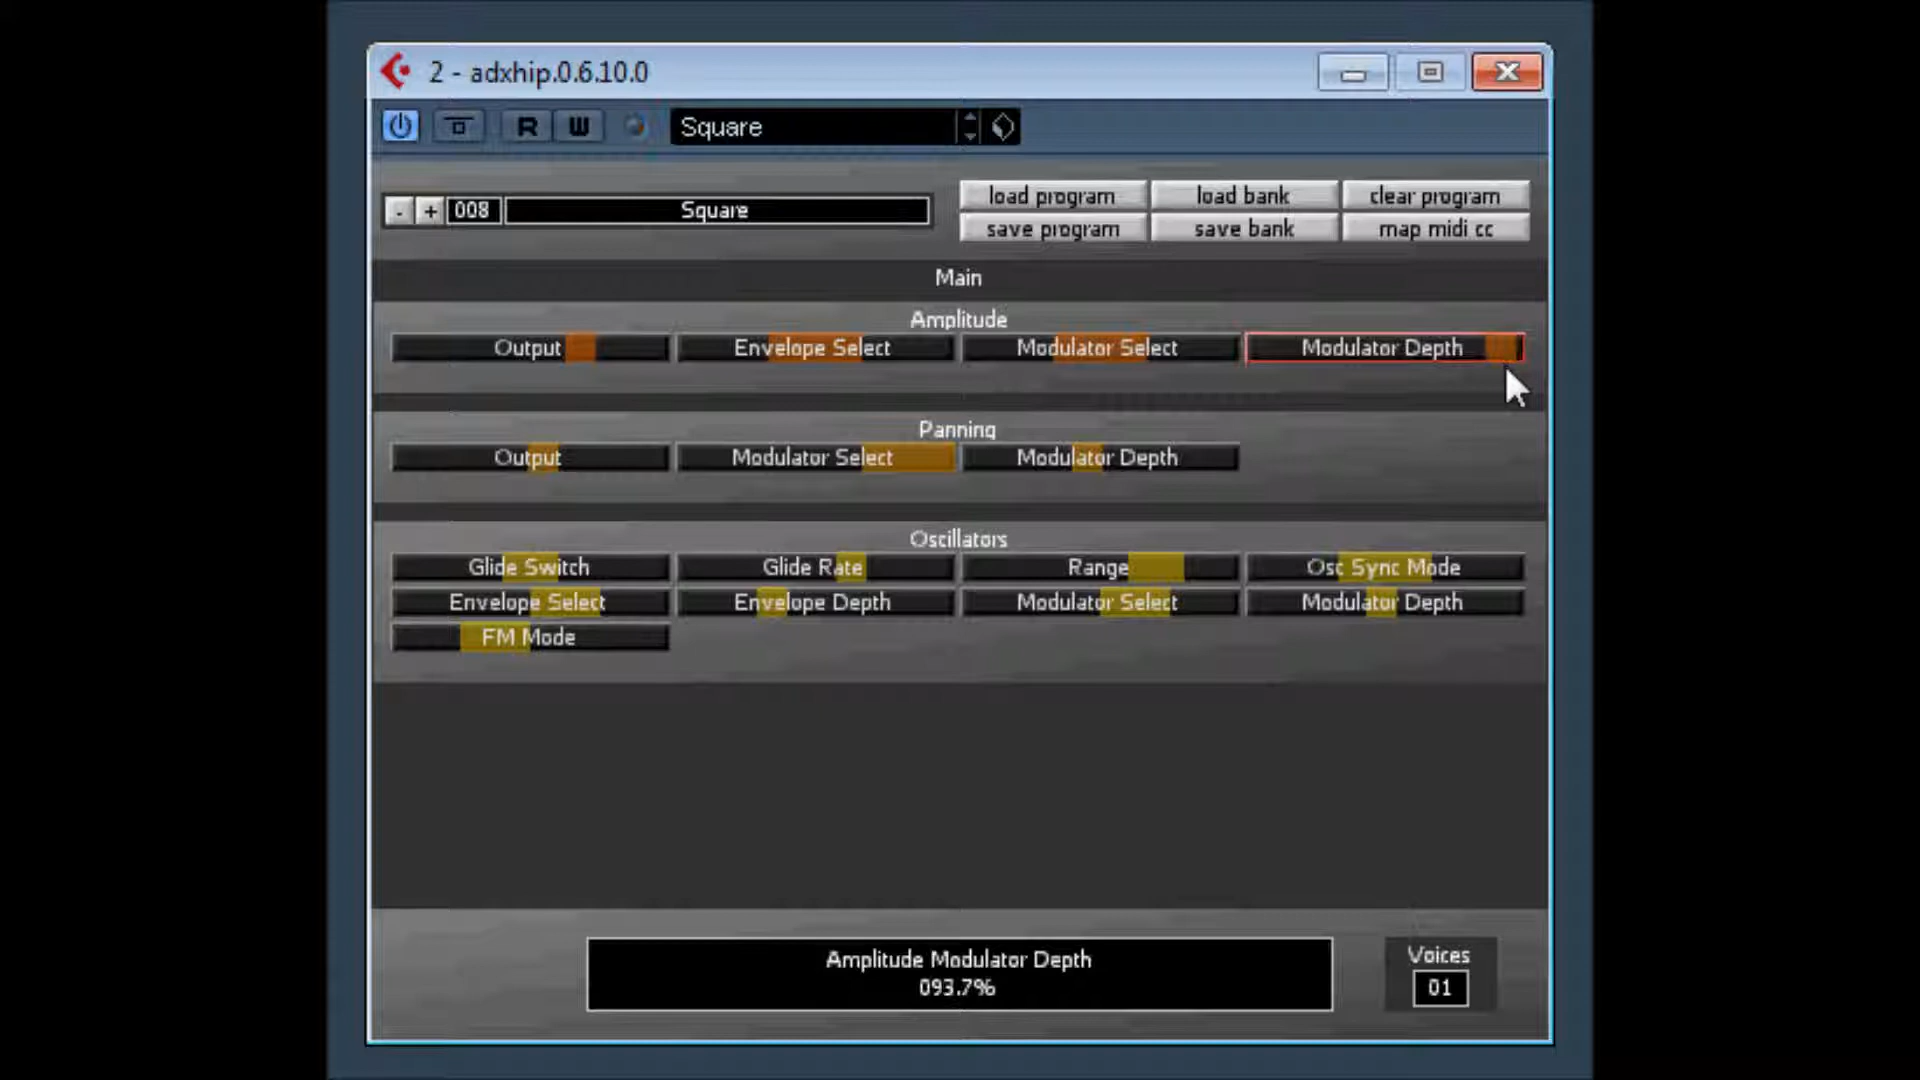 2 - adxhip.0.6.10.0
R W Square
- + 008 Square
load program load bank clear program
save program save bank map midi cc
Main
Amplitude
Output Envelope Select Modulator Select Modulator Depth
Panning
Output Modulator Select Modulator Depth
Oscillators
Glide Switch Glide Rate Range Osc Sync Mode
Envelope Select Envelope Depth Modulator Select Modulator Depth
FM Mode
Amplitude Modulator Depth
093.7%
Voices
01